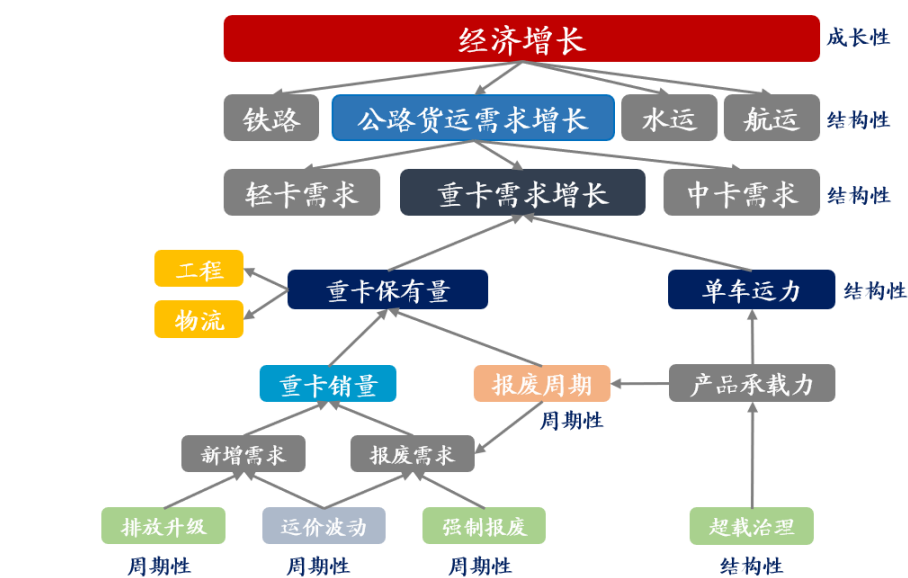 经济增长
成长性
铁路
公路货运需求增长
水运
航运
结构性
轻卡需求
重卡需求增长
中卡需求
结构性
工程
物流
重卡保有量
单车运力
结构性
重卡销量
报废周期
产品承载力
周期性
新增需求
报废需求
排放升级
运价波动
强制报废
超载治理
周期性
周期性
周期性
结构性